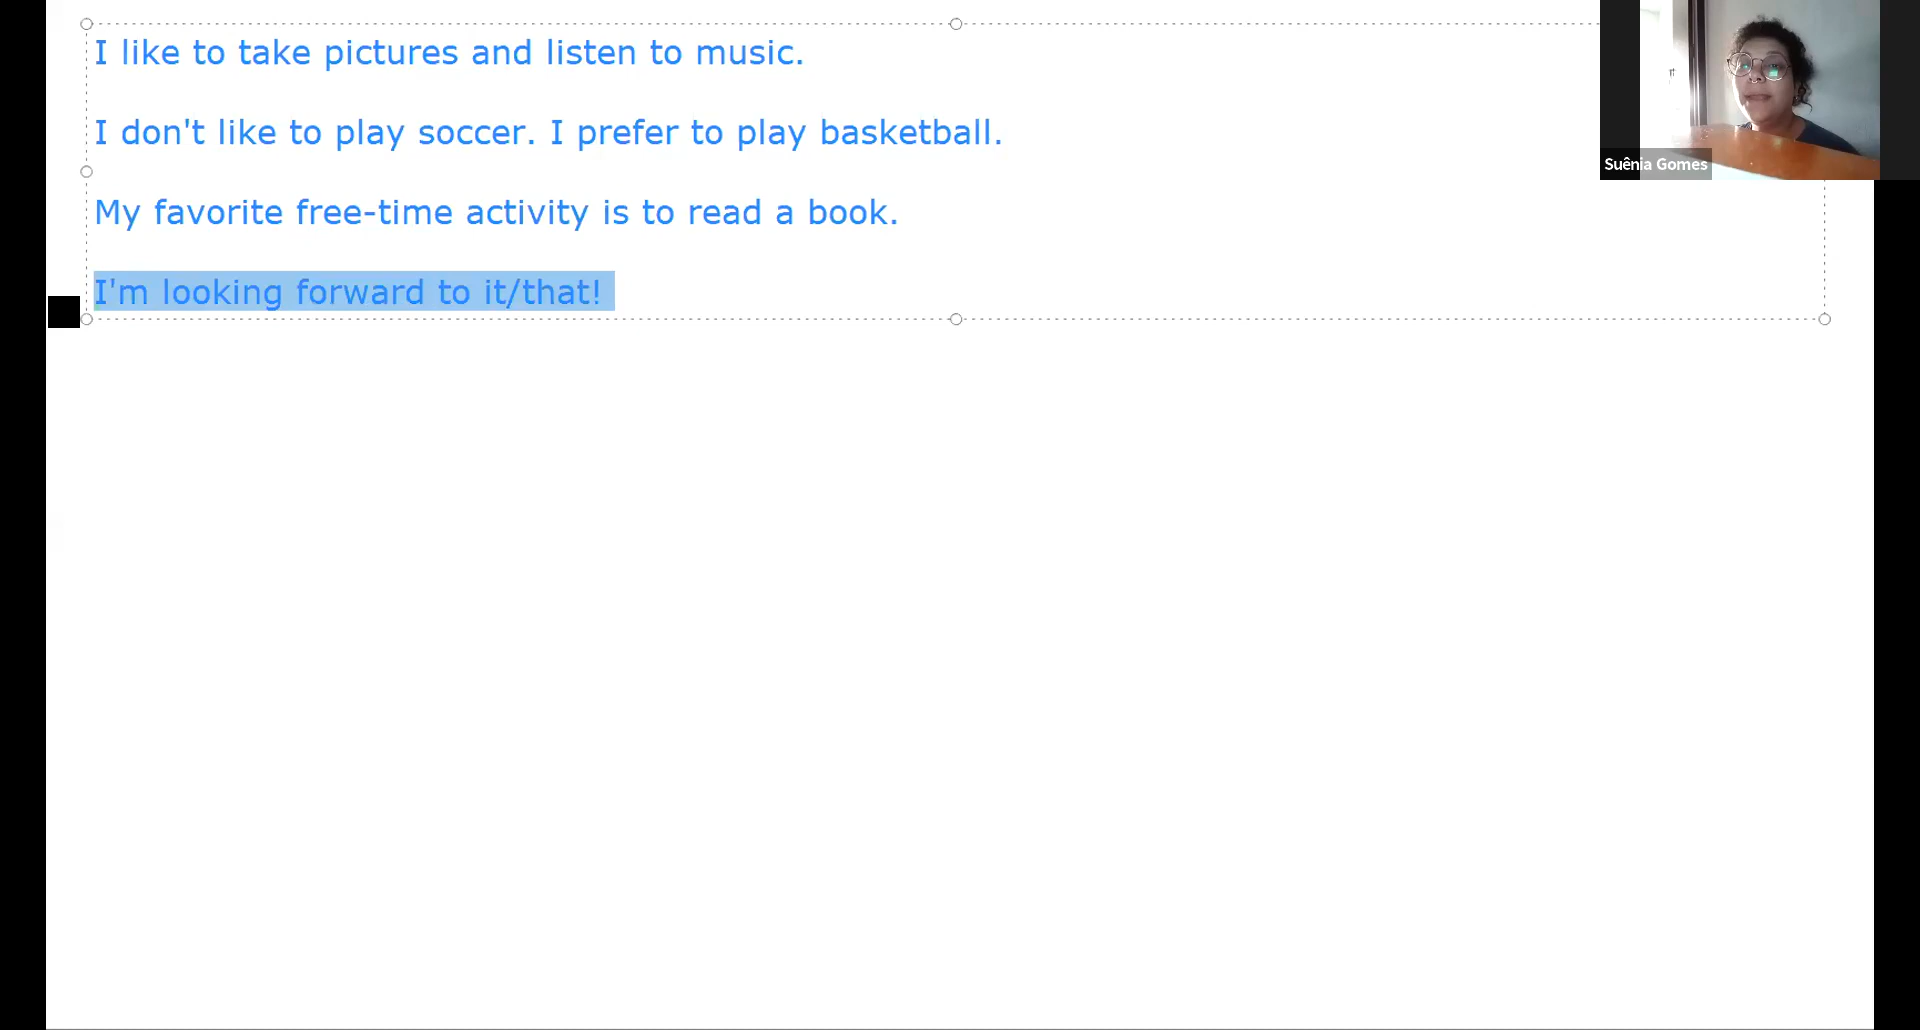 I like to take pictures and listen to music.
I don't like to play soccer. I prefer to play basketball.
My favorite free-time activity is to read a book.
I'm looking forward to it/that!
Suênia Gomes